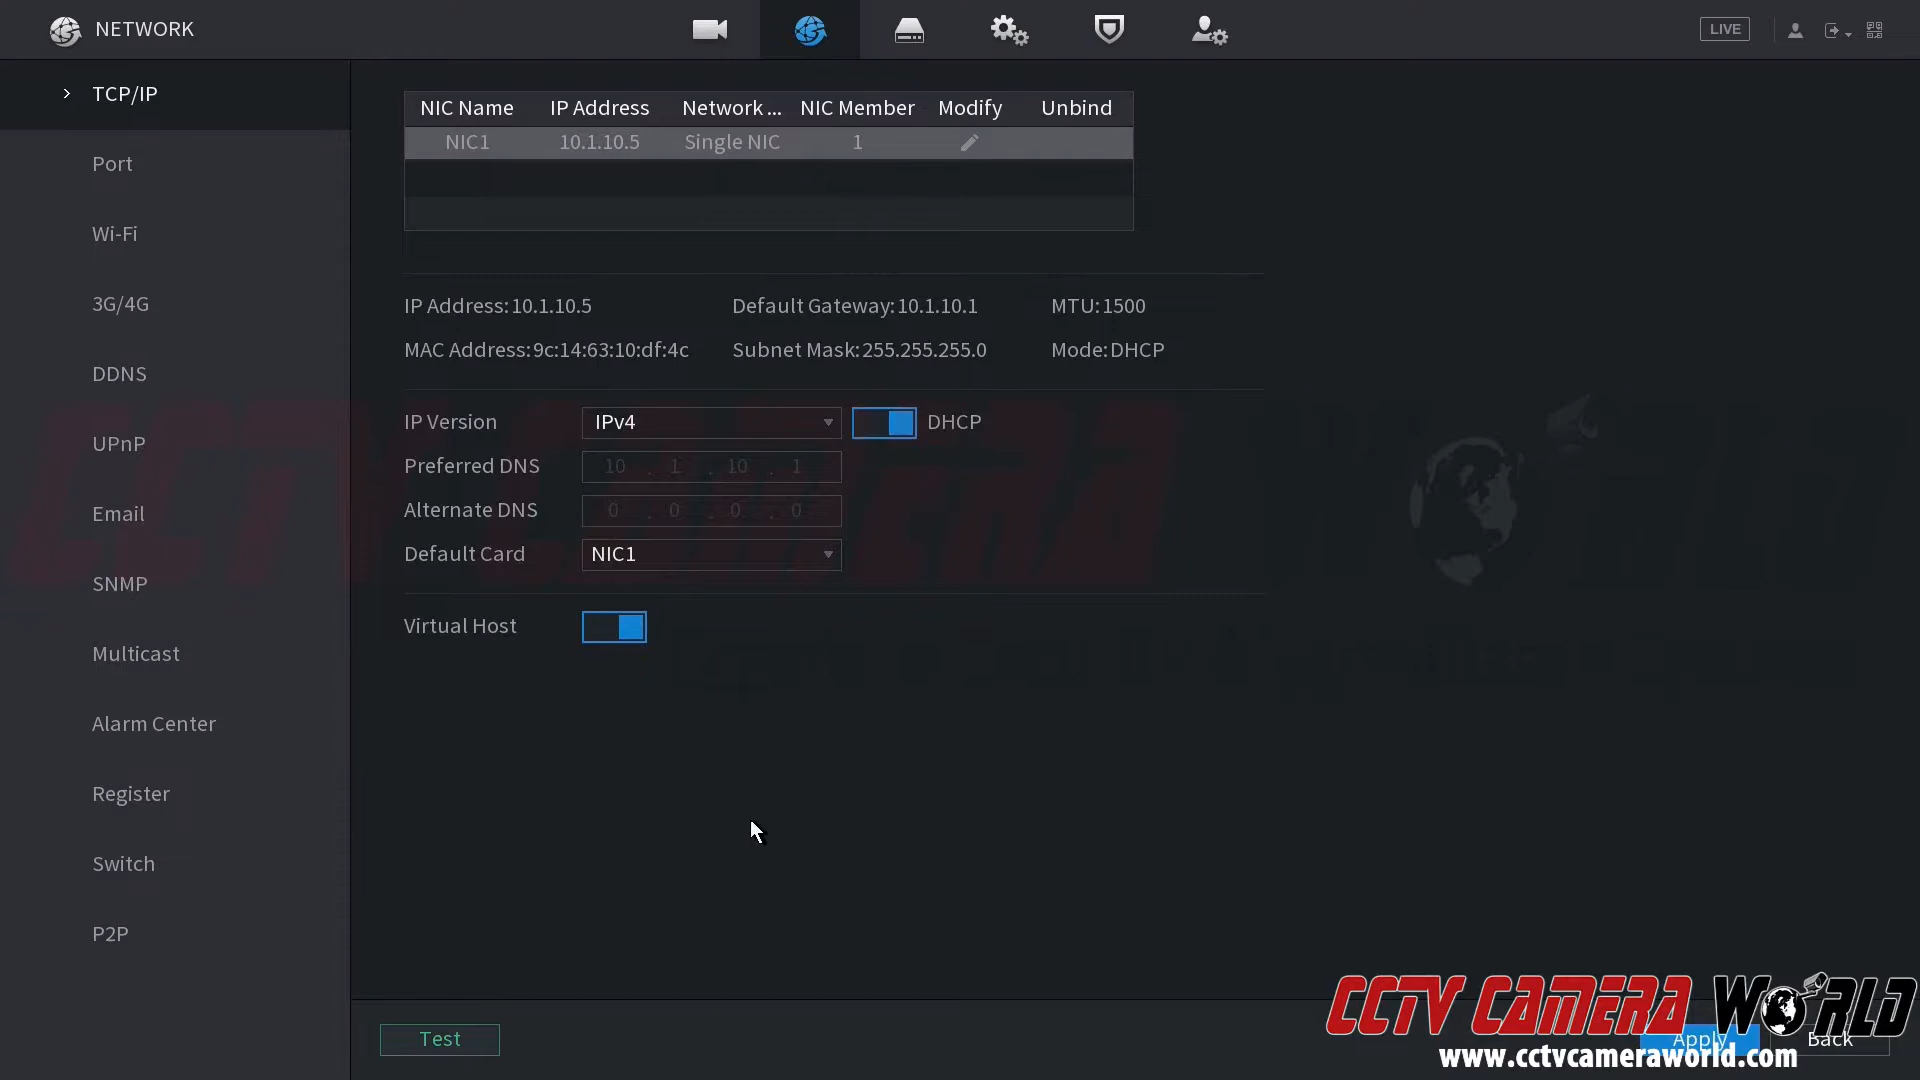 NETWORK
LIVE
TCP/IP
Port
Wi-Fi
3G/4G
DDNS
UPnP
Email
SNMP
Multicast
Alarm Center
Register
Switch
P2P
NIC Name IP Address Network ... NIC Member Modify Unbind
NIC1 10.1.10.5 Single NIC 1
IP Address:10.1.10.5 Default Gateway:10.1.10.1 MTU:1500
MAC Address:9c:14:63:10:df:4c Subnet Mask:255.255.255.0 Mode:DHCP
IP Version IPv4 DHCP
Preferred DNS 10 . 1 . 10 . 1
Alternate DNS 0 . 0 . 0 . 0
Default Card NIC1
Virtual Host
CCTV CAMERA WORLD
Test Apply Back
CCTV CAMERA WORLD
www.cctvcameraworld.com